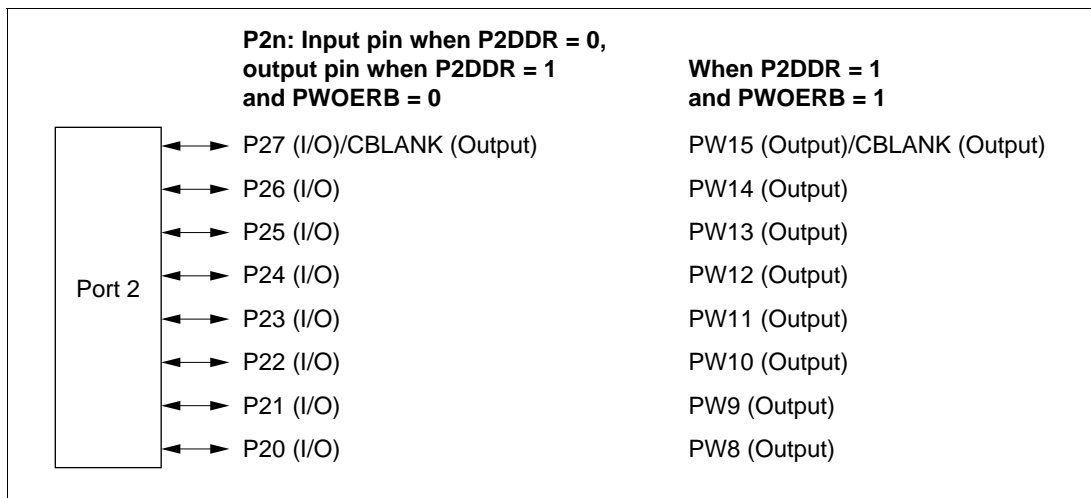 P2n: Input pin when P2DDR = 0,
output pin when P2DDR = 1
and PWOERB = 0
When P2DDR = 1
and PWOERB = 1
Port 2
P27 (I/O)/CBLANK (Output)
PW15 (Output)/CBLANK (Output)
P26 (I/O)
PW14 (Output)
P25 (I/O)
PW13 (Output)
P24 (I/O)
PW12 (Output)
P23 (I/O)
PW11 (Output)
P22 (I/O)
PW10 (Output)
P21 (I/O)
PW9 (Output)
P20 (I/O)
PW8 (Output)